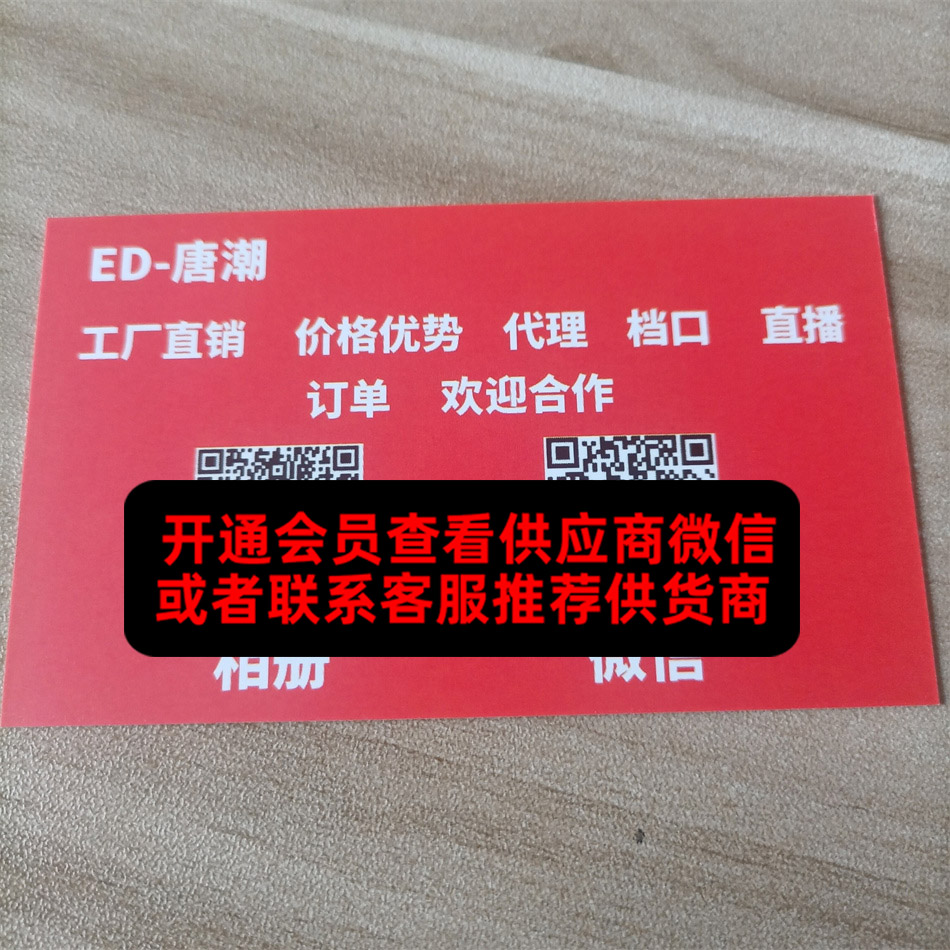 ED-唐潮
工厂直销 价格优势 代理 档口 直播
订单 欢迎合作
开通会员查看供应商微信
或者联系客服推荐供货商
相册 微信